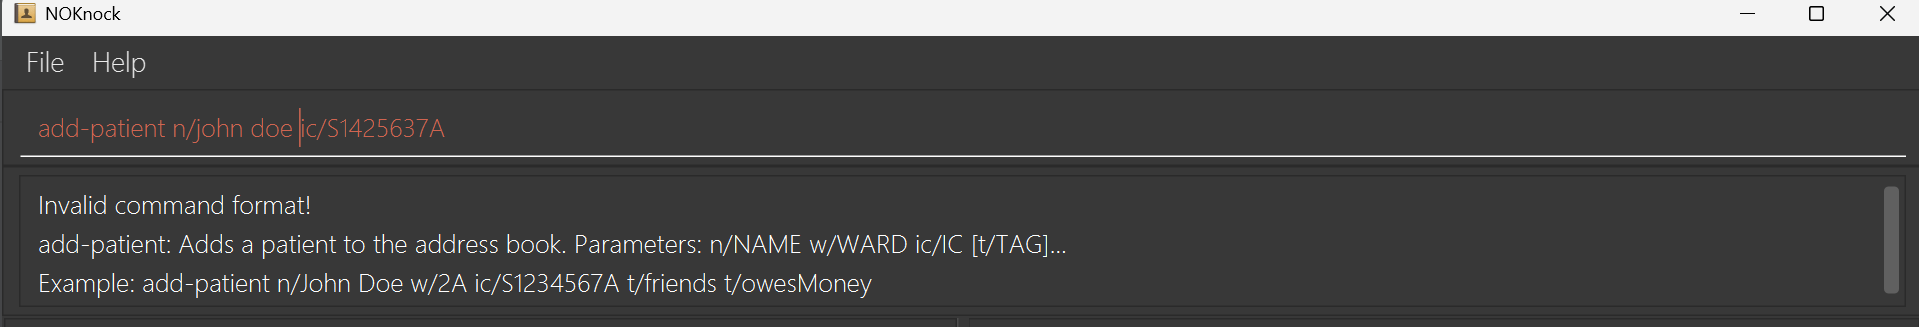 NOKnock
File Help
add-patient n/john doe ic/S1425637A
Invalid command format!
add-patient: Adds a patient to the address book. Parameters: n/NAME w/WARD ic/IC [t/TAG]...
Example: add-patient n/John Doe w/2A ic/S1234567A t/friends t/owesMoney